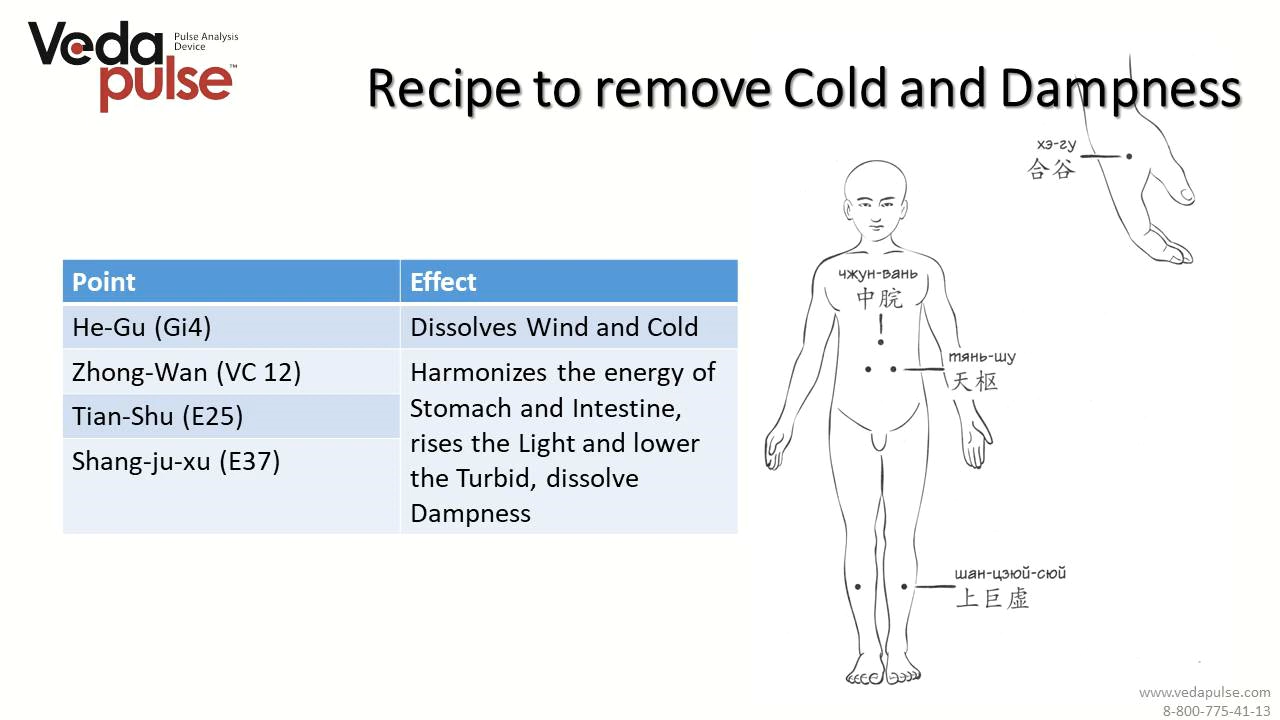 Veda
pulse™
Pulse Analysis
Device
Recipe to remove Cold and Dampness
Point
Effect
He-Gu (Gi4)
Dissolves Wind and Cold
Zhong-Wan (VC 12)
Tian-Shu (E25)
Shang-ju-xu (E37)
Harmonizes the energy of
Stomach and Intestine,
rises the Light and lower
the Turbid, dissolve
Dampness
хэ-гу
合谷
чжун-вань
中脘
тянь-шу
天枢
шан-цзюй-сюй
上巨虚
www.vedapulse.com
8-800-775-41-13